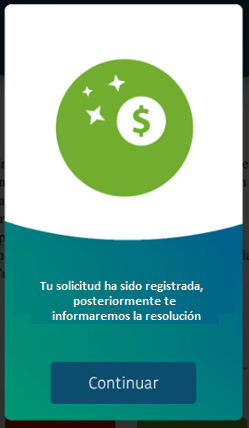 $
Tu solicitud ha sido registrada,
posteriormente te
informaremos la resolución
Continuar